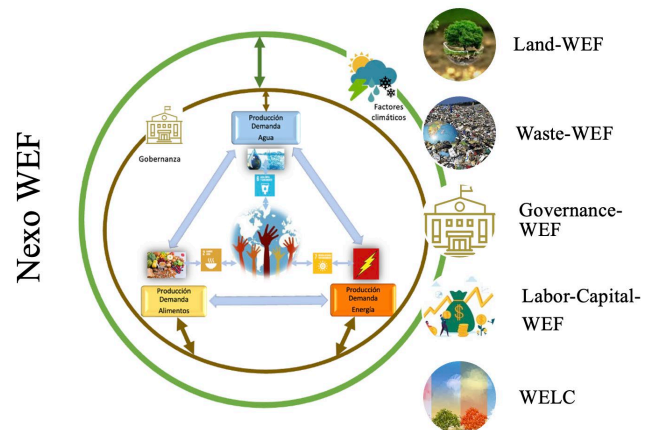 Nexo WEF
Factores
climáticos
Gobernanza
Producción
Demanda
Agua
Producción
Demanda
Alimentos
Producción
Demanda
Energía
Land-WEF
Waste-WEF
Governance-
WEF
Labor-Capital-
WEF
WELC